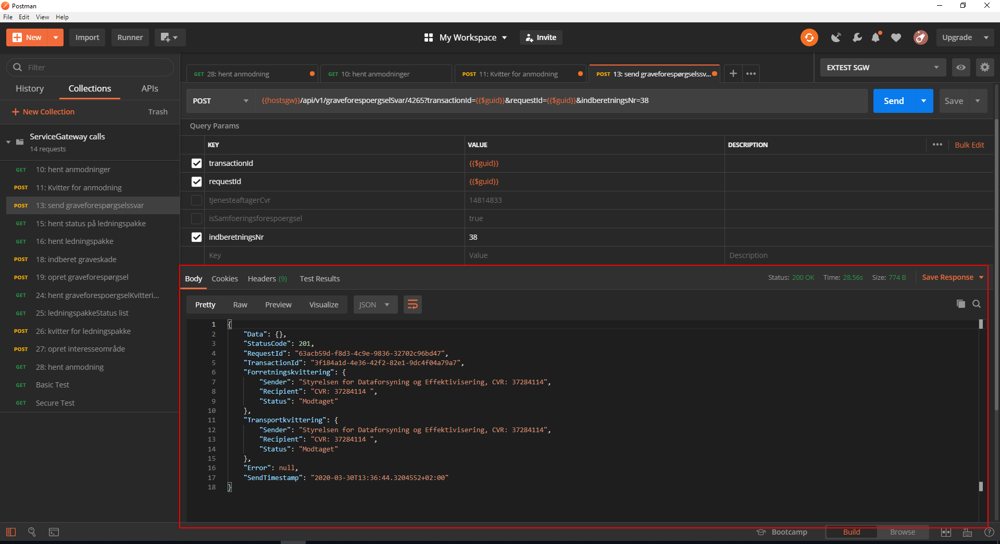 Postman
File Edit View Help
New Import Runner My Workspace Invite Upgrade
Filter
History Collections APIs
New Collection Trash
ServiceGateway calls
14 requests
GET 10: hent anmodninger
POST 11: Kvitter for anmodning
POST 13: send graveforespørgselssvar
GET 15: hent status på ledningspakke
GET 16: hent ledningspakke
POST 18: indberet graveskade
POST 19: opret graveforespørgsel
GET 24: hent graveforespoergselKvitteri...
GET 25: ledningspakkeStatus list
POST 26: kvitter for ledningspakke
POST 27: opret interesseområde
GET 28: hent anmodning
GET Basic Test
GET Secure Test
GET 28: hent anmodning GET 10: hent anmodninger POST 11: Kvitter for anmodning POST 13: send graveforespørgselssv...
EXTEST SGW
POST {{hostsgw}}/api/v1/graveforespoergselSvar/4265?transactionId={{$guid}}&requestId={{$guid}}&indberetningsNr=38 Send Save
Query Params
KEY VALUE DESCRIPTION Bulk Edit
transactionId {{$guid}}
requestId {{$guid}}
tjenesteaftagerCvr 14814833
isSamfoeringsforespoergsel true
indberetningsNr 38
Key Value Description
Body Cookies Headers (9) Test Results Status: 200 OK Time: 28.56s Size: 774 B Save Response
Pretty Raw Preview Visualize JSON
1 {
2 "Data": {},
3 "StatusCode": 201,
4 "RequestId": "63acb59d-f8d3-4c9e-9836-32702c96bd47",
5 "TransactionId": "3f184a1d-4e36-42f2-82e1-9dc4f04a79a7",
6 "Forretningskvittering": {
7 "Sender": "Styrelsen for Dataforsyning og Effektivisering, CVR: 37284114",
8 "Recipient": "CVR: 37284114 ",
9 "Status": "Modtaget"
10 },
11 "Transportkvittering": {
12 "Sender": "Styrelsen for Dataforsyning og Effektivisering, CVR: 37284114",
13 "Recipient": "CVR: 37284114 ",
14 "Status": "Modtaget"
15 },
16 "Error": null,
17 "SendTimestamp": "2020-03-30T13:36:44.3204552+02:00"
18 }
Bootcamp Build Browse